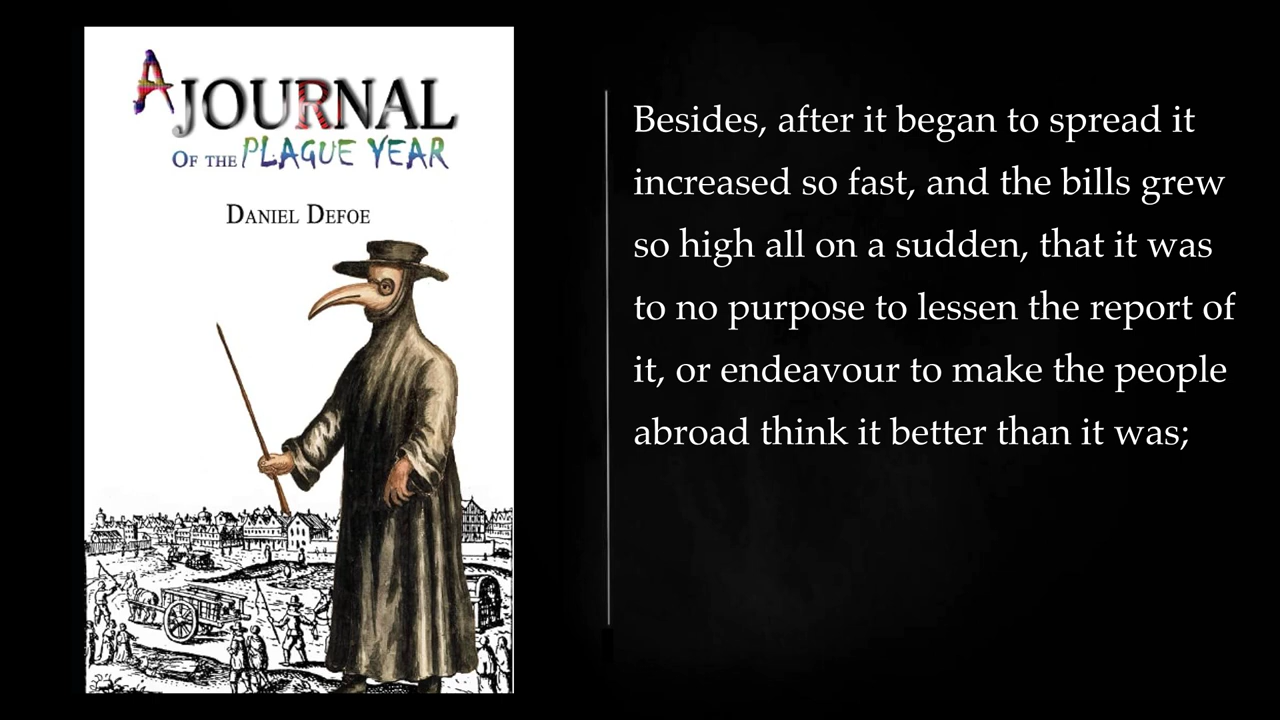 A JOURNAL
OF THE PLAGUE YEAR
DANIEL DEFOE
Besides, after it began to spread it
increased so fast, and the bills grew
so high all on a sudden, that it was
to no purpose to lessen the report of
it, or endeavour to make the people
abroad think it better than it was;